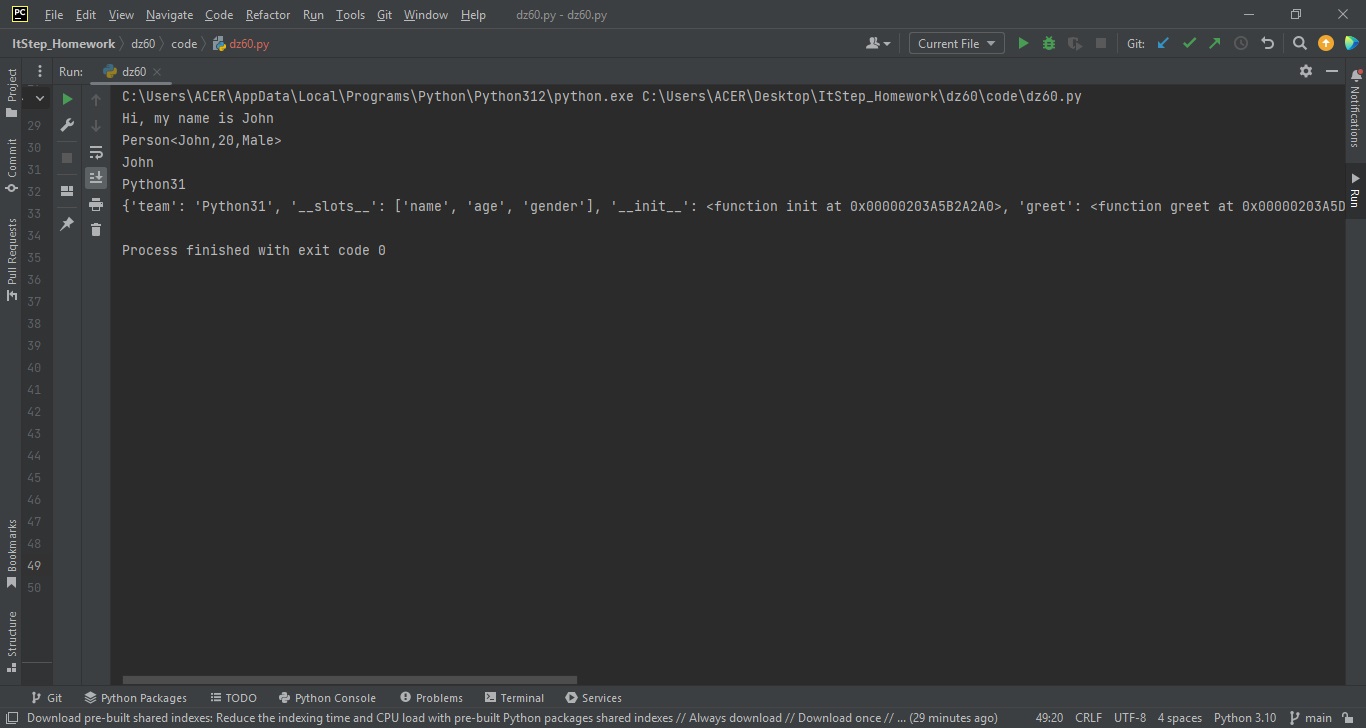 PC File Edit View Navigate Code Refactor Run Tools Git Window Help dz60.py - dz60.py
ItStep_Homework dz60 code dz60.py Current File Git:
Project Run: dz60
C:\Users\ACER\AppData\Local\Programs\Python\Python312\python.exe C:\Users\ACER\Desktop\ItStep_Homework\dz60\code\dz60.py
Hi, my name is John
Person<John,20,Male>
John
Python31
{'team': 'Python31', '__slots__': ['name', 'age', 'gender'], '__init__': <function init at 0x00000203A5B2A2A0>, 'greet': <function greet at 0x00000203A5D
Process finished with exit code 0
29
30
31
32
33
34
35
36
37
38
39
40
41
42
43
44
45
46
47
48
49
50
Commit
Pull Requests
Bookmarks
Structure
Notifications
Run
Git Python Packages TODO Python Console Problems Terminal Services
Download pre-built shared indexes: Reduce the indexing time and CPU load with pre-built Python packages shared indexes // Always download // Download once // ... (29 minutes ago) 49:20 CRLF UTF-8 4 spaces Python 3.10 main